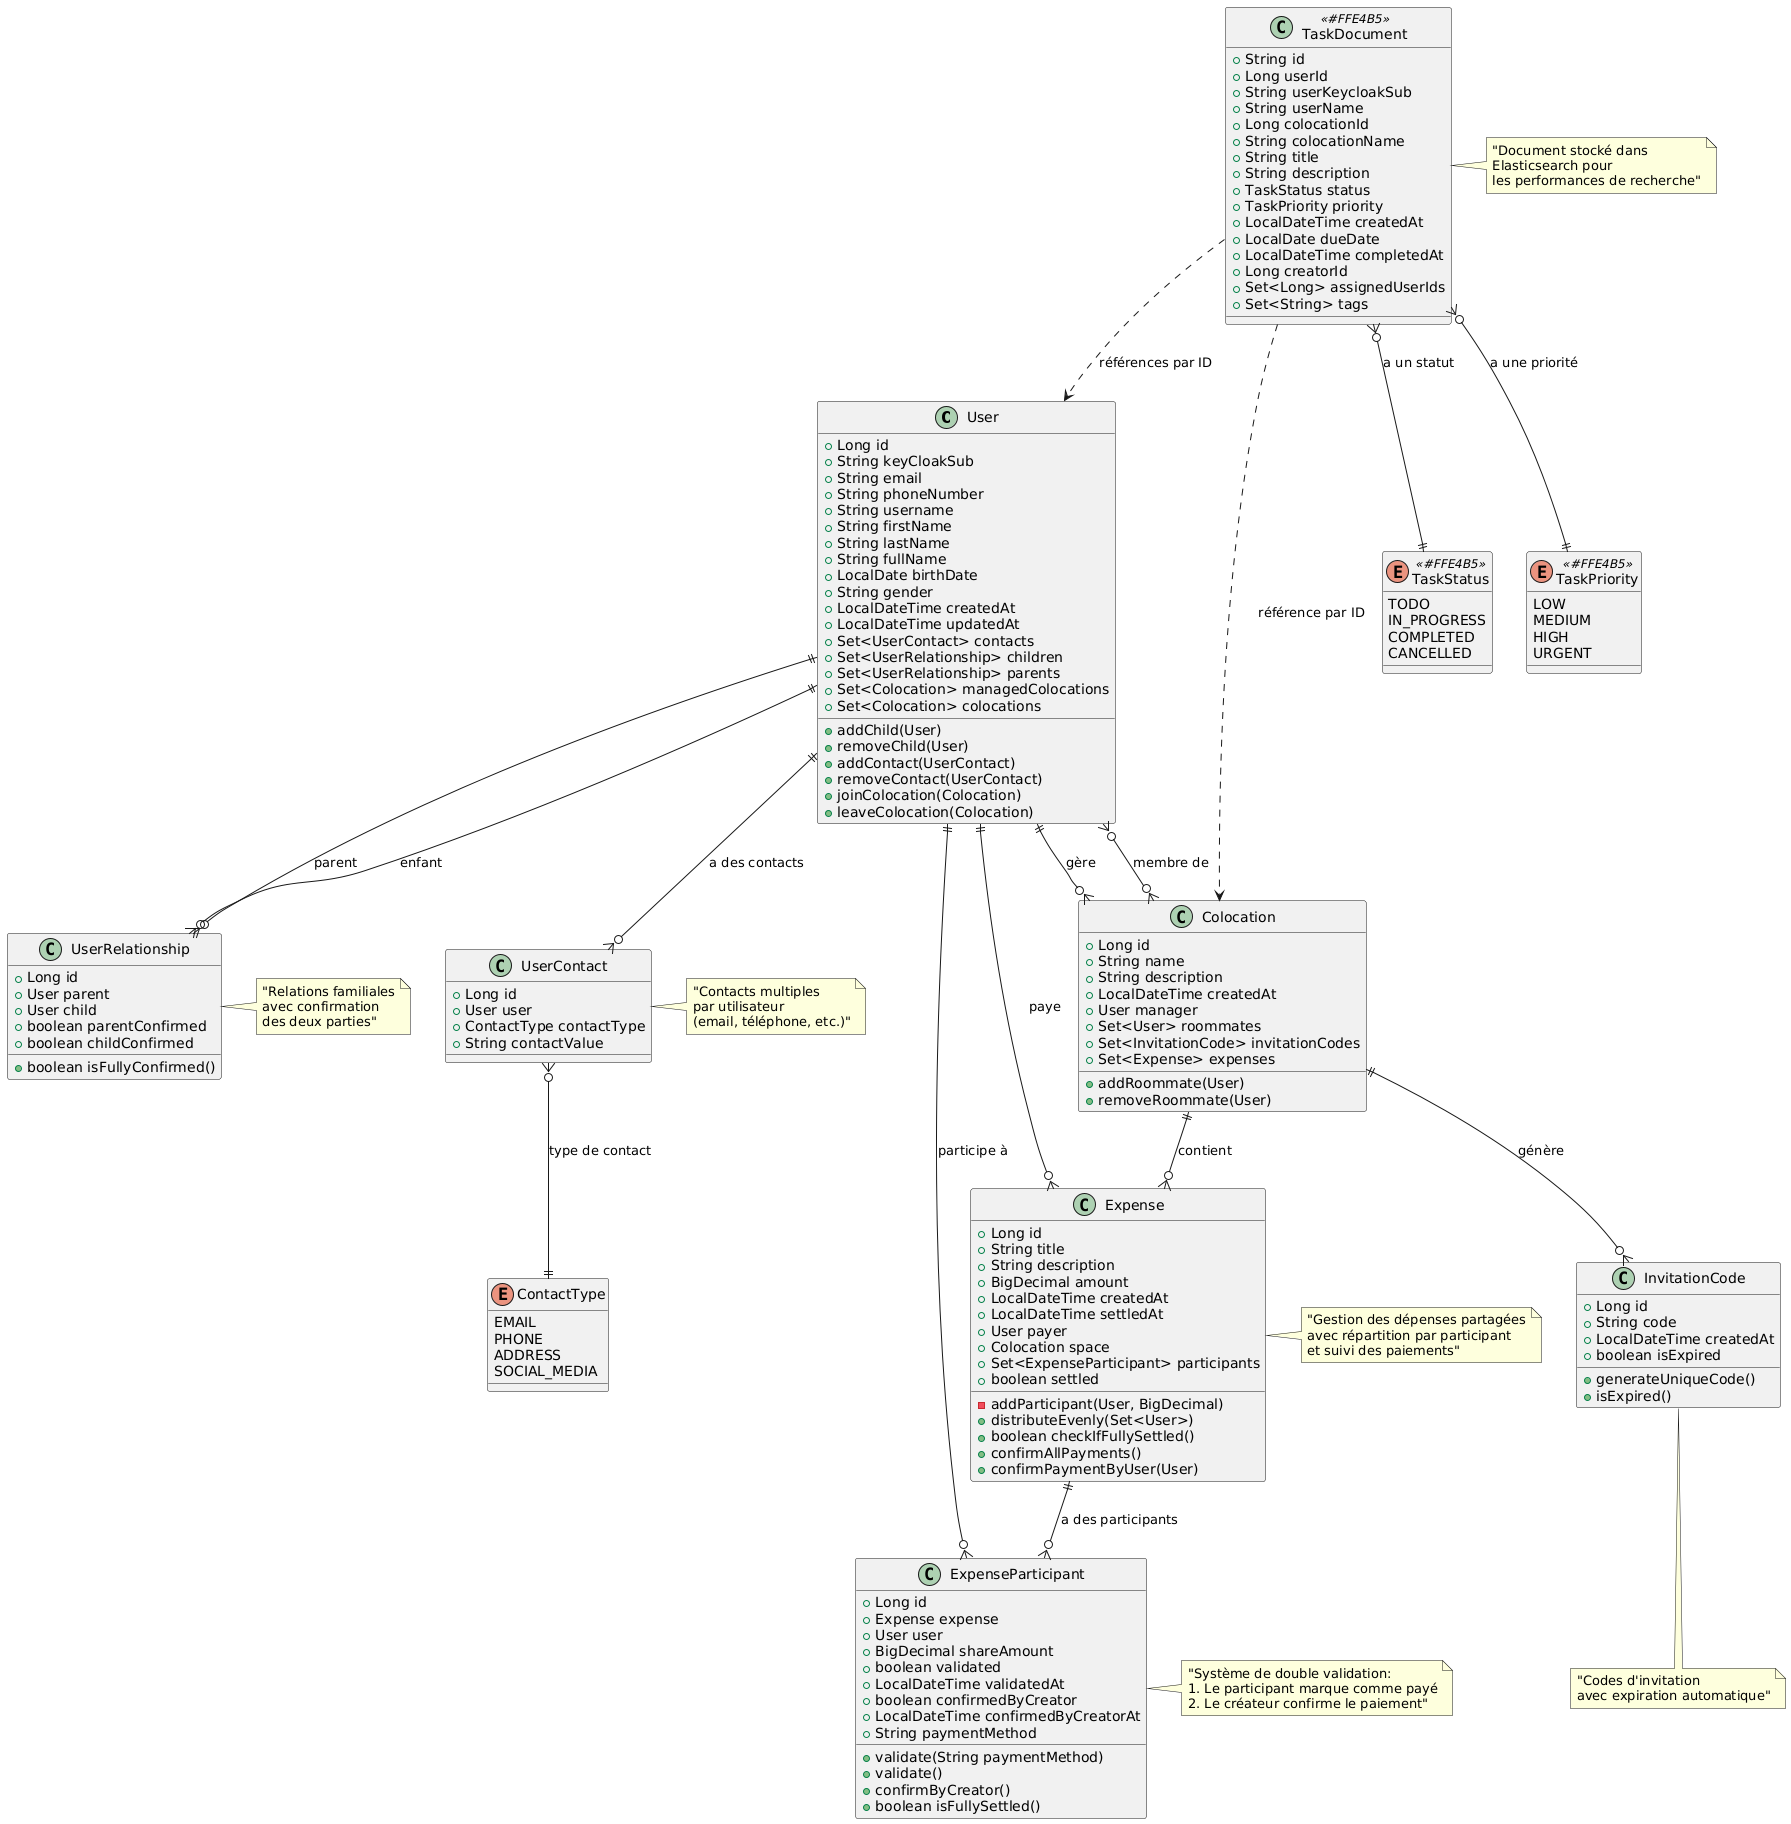 «#FFE4B5»
C
TaskDocument
String id
Long userId
String userKeycloakSub
String userName
Long colocationId
String colocationName
String title
String description
TaskStatus status
TaskPriority priority
LocalDateTime createdAt
LocalDate dueDate
LocalDateTime completedAt
Long creatorId
Set<Long> assignedUserIds
Set<String> tags
"Document stocké dans
Elasticsearch pour
les performances de recherche"
références par ID
a un statut
a une priorité
C User
Long id
String keyCloakSub
String email
String phoneNumber
String username
String firstName
String lastName
String fullName
LocalDate birthDate
String gender
LocalDateTime createdAt
LocalDateTime updatedAt
Set<UserContact> contacts
Set<UserRelationship> children
Set<UserRelationship> parents
Set<Colocation> managedColocations
Set<Colocation> colocations
addChild(User)
removeChild(User)
addContact(UserContact)
removeContact(UserContact)
joinColocation(Colocation)
leaveColocation(Colocation)
référence par ID
«#FFE4B5»
E
TaskStatus
TODO
IN_PROGRESS
COMPLETED
CANCELLED
«#FFE4B5»
E
TaskPriority
LOW
MEDIUM
HIGH
URGENT
parent
enfant
a des contacts
gère
membre de
C UserRelationship
Long id
User parent
User child
boolean parentConfirmed
boolean childConfirmed
boolean isFullyConfirmed()
"Relations familiales
avec confirmation
des deux parties"
C UserContact
Long id
User user
ContactType contactType
String contactValue
"Contacts multiples
par utilisateur
(email, téléphone, etc.)"
paye
C Colocation
Long id
String name
String description
LocalDateTime createdAt
User manager
Set<User> roommates
Set<InvitationCode> invitationCodes
Set<Expense> expenses
addRoommate(User)
removeRoommate(User)
type de contact
participe à
contient
génère
E ContactType
EMAIL
PHONE
ADDRESS
SOCIAL_MEDIA
C Expense
Long id
String title
String description
BigDecimal amount
LocalDateTime createdAt
LocalDateTime settledAt
User payer
Colocation space
Set<ExpenseParticipant> participants
boolean settled
addParticipant(User, BigDecimal)
distributeEvenly(Set<User>)
boolean checkIfFullySettled()
confirmAllPayments()
confirmPaymentByUser(User)
"Gestion des dépenses partagées
avec répartition par participant
et suivi des paiements"
C InvitationCode
Long id
String code
LocalDateTime createdAt
boolean isExpired
generateUniqueCode()
isExpired()
a des participants
C ExpenseParticipant
Long id
Expense expense
User user
BigDecimal shareAmount
boolean validated
LocalDateTime validatedAt
boolean confirmedByCreator
LocalDateTime confirmedByCreatorAt
String paymentMethod
validate(String paymentMethod)
validate()
confirmByCreator()
boolean isFullySettled()
"Système de double validation:
1. Le participant marque comme payé
2. Le créateur confirme le paiement"
"Codes d'invitation
avec expiration automatique"